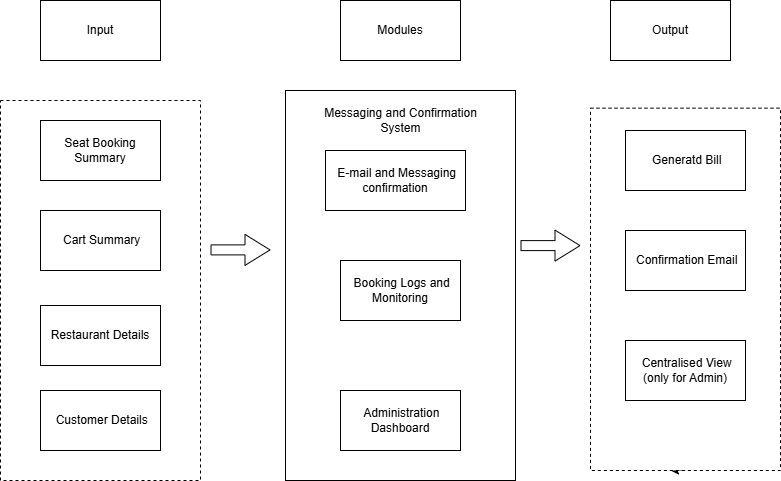 Input
Modules
Output
Seat Booking
Summary
Cart Summary
Restaurant Details
Customer Details
Messaging and Confirmation
System
E-mail and Messaging
confirmation
Booking Logs and
Monitoring
Administration
Dashboard
Generatd Bill
Confirmation Email
Centralised View
(only for Admin)